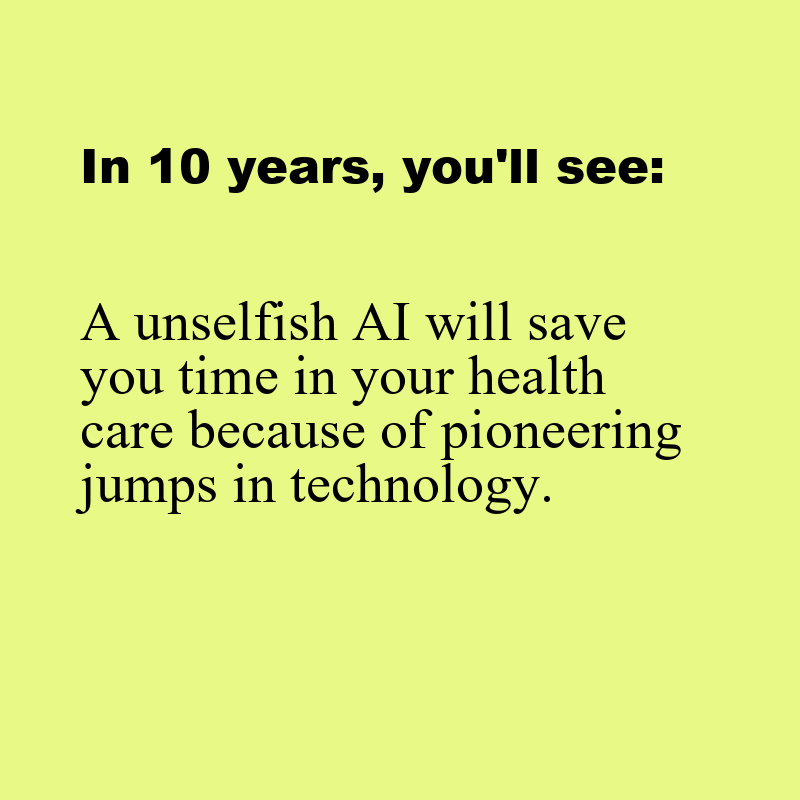 In 10 years, you'll see:
A unselfish AI will save
you time in your health
care because of pioneering
jumps in technology.